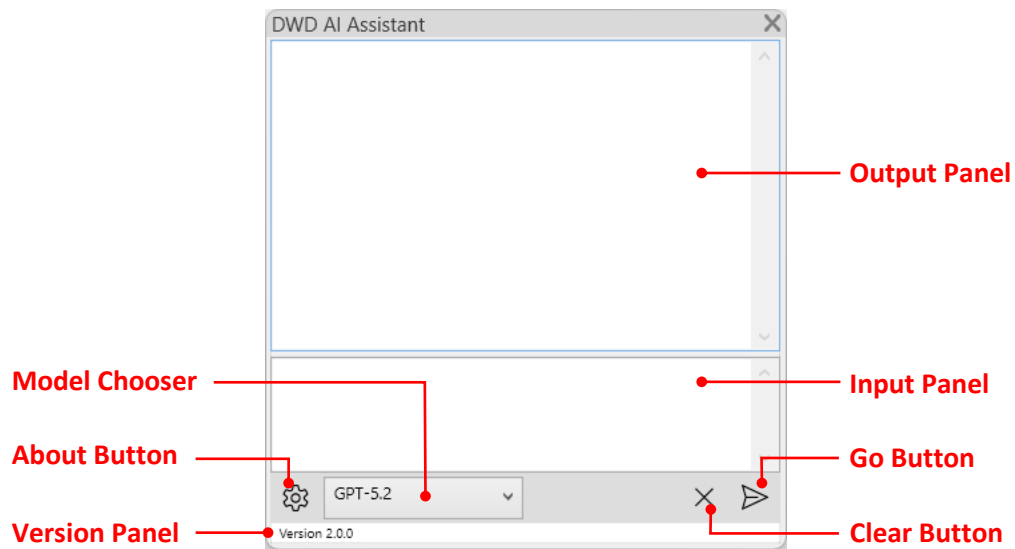 DWD AI Assistant
Output Panel
Model Chooser
Input Panel
About Button
Go Button
GPT-5.2
Version Panel
Version 2.0.0
Clear Button